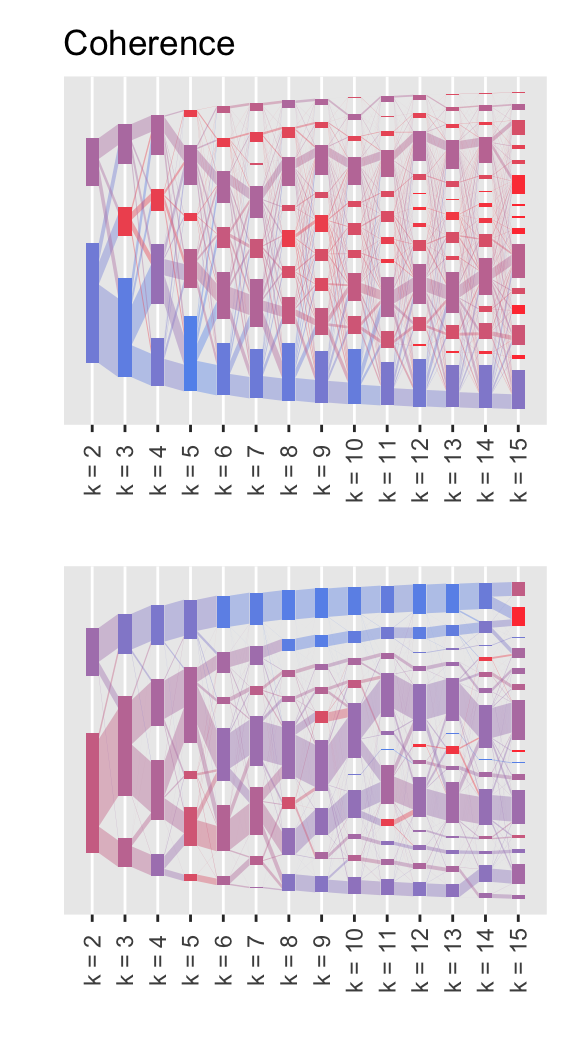 Coherence
k = 2
k = 3
k = 4
k = 5
k = 6
k = 7
k = 8
k = 9
k = 10
k = 11
k = 12
k = 13
k = 14
k = 15
k = 2
k = 3
k = 4
k = 5
k = 6
k = 7
k = 8
k = 9
k = 10
k = 11
k = 12
k = 13
k = 14
k = 15